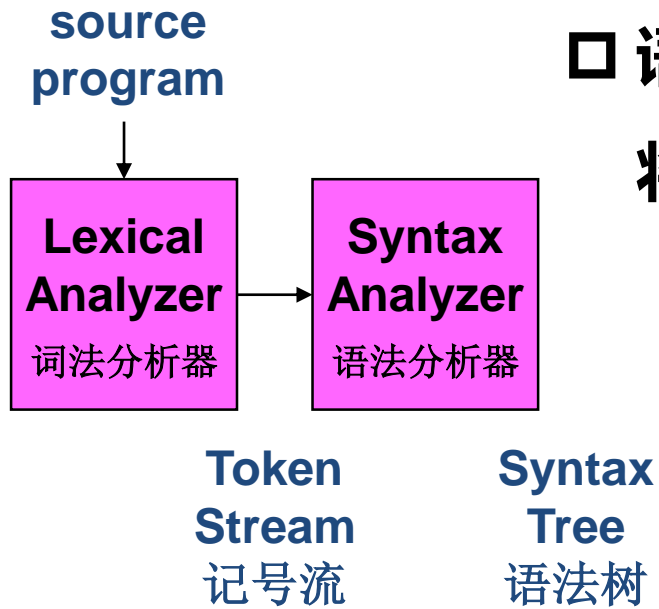 source
program
Lexical
Analyzer
词法分析器
Syntax
Analyzer
语法分析器
Token
Stream
记号流
Syntax
Tree
语法树